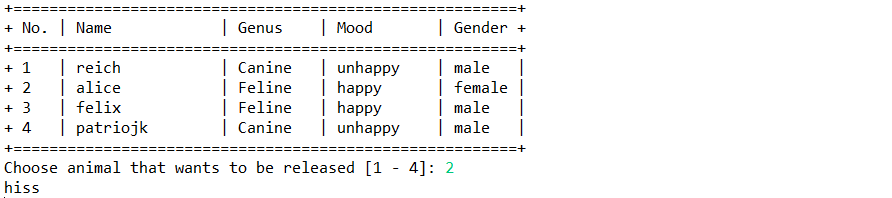 +========================================================+
+ No. | Name            | Genus   | Mood       | Gender +
+========================================================+
+ 1   | reich           | Canine  | unhappy    | male   |
+ 2   | alice           | Feline  | happy      | female |
+ 3   | felix           | Feline  | happy      | male   |
+ 4   | patriojk        | Canine  | unhappy    | male   |
+========================================================+
Choose animal that wants to be released [1 - 4]: 2
hiss